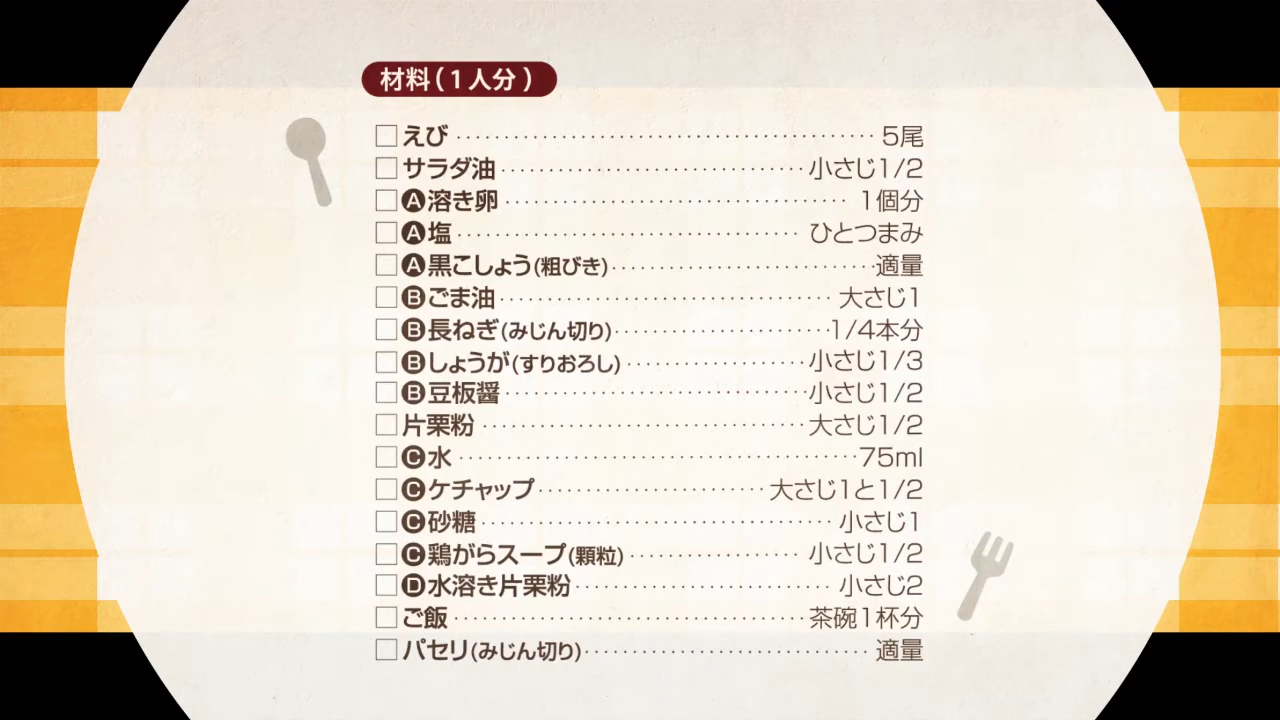 材料(1人分)
□えび 5尾
□サラダ油 小さじ1/2
□Ⓐ溶き卵 1個分
□Ⓐ塩 ひとつまみ
□Ⓐ黒こしょう(粗びき) 適量
□Ⓑごま油 大さじ1
□Ⓑ長ねぎ(みじん切り) 1/4本分
□Ⓑしょうが(すりおろし) 小さじ1/3
□Ⓑ豆板醤 小さじ1/2
□片栗粉 大さじ1/2
□Ⓒ水 75ml
□Ⓒケチャップ 大さじ1と1/2
□Ⓒ砂糖 小さじ1
□Ⓒ鶏がらスープ(顆粒) 小さじ1/2
□Ⓓ水溶き片栗粉 小さじ2
□ご飯 茶碗1杯分
□パセリ(みじん切り) 適量